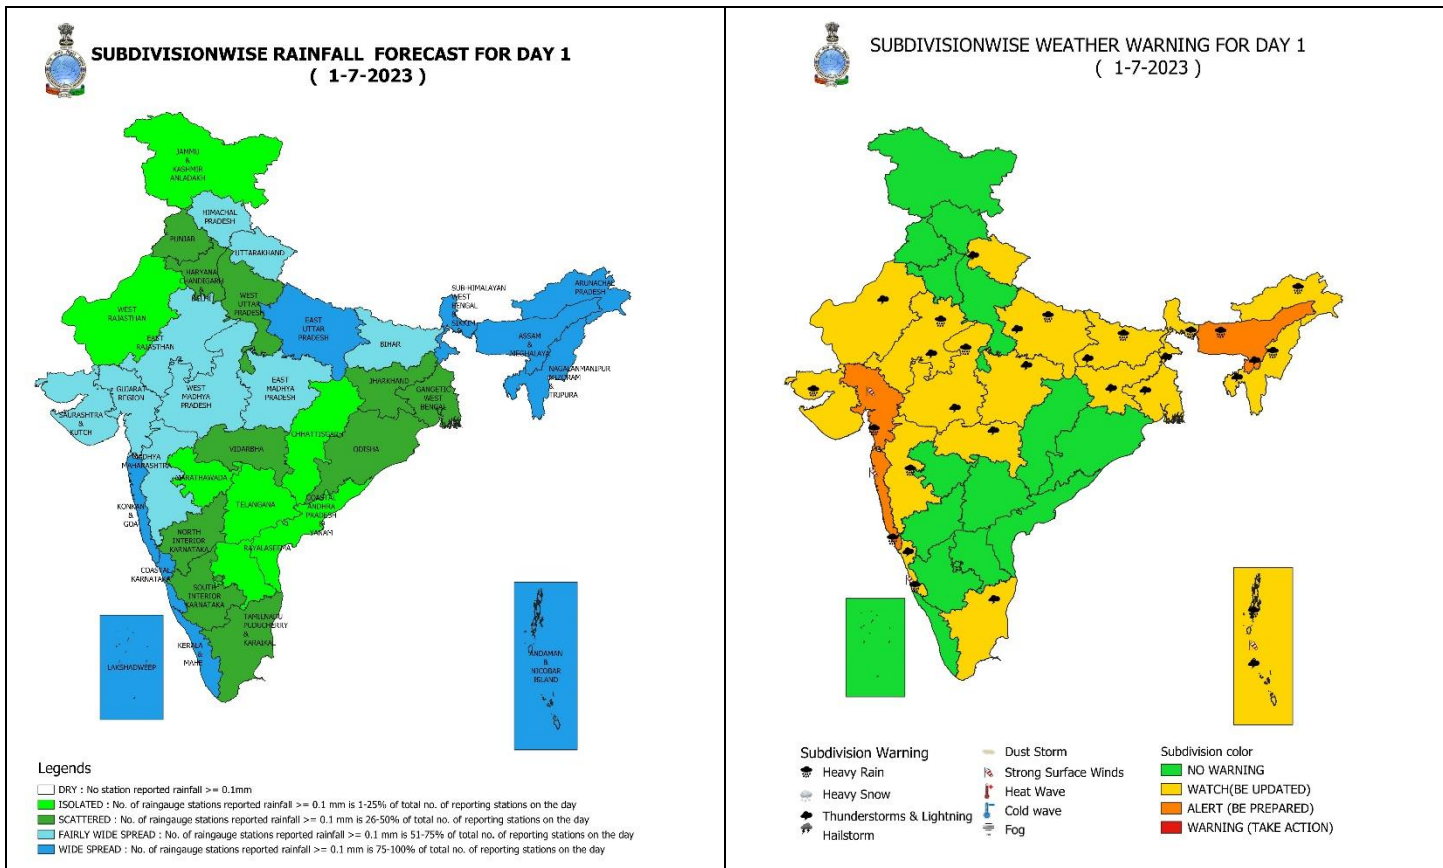 SUBDIVISIONWISE RAINFALL FORECAST FOR DAY 1
( 1-7-2023 )
JAMMU
&
KASHMIR
ANLADAKH
HIMACHAL
PRADESH
PUNJAB
UTTARAKHAND
HARYANA
CHANDIGARH
&
DELHI
WEST
UTTAR
PRADESH
WEST
RAJASTHAN
EAST
RAJASTHAN
EAST
UTTAR
PRADESH
BIHAR
SUB-HIMALAYAN
WEST
BENGAL
&
SIKKIM
ARUNACHAL
PRADESH
ASSAM
&
MEGHALAYA
NAGALANMANIPUR
MIZORAM
&
TRIPURA
GUJARAT
REGION
WEST
MADHYA
PRADESH
EAST
MADHYA
PRADESH
JHARKHAND
GANGETIC
WEST
BENGAL
SAURASHTRA
&
KUTCH
CHHATTISGARH
MADHYA
MAHARASHTRA
VIDARBHA
ODISHA
MARATHAWADA
KONKAN
&
GOA
TELANGANA
COASTAL
ANDHRA
PRADESH
&
YANAM
NORTH
INTERIOR
KARNATAKA
RAYALASEEMA
COASTAL
KARNATAKA
SOUTH
INTERIOR
KARNATAKA
TAMILNADU
PUDUCHERRY
&
KARAIKAL
KERALA
&
MAHE
LAKSHADWEEP
ANDAMAN
&
NICOBAR
ISLAND
Legends
DRY : No station reported rainfall >= 0.1mm
ISOLATED : No. of raingauge stations reported rainfall >= 0.1 mm is 1-25% of total no. of reporting stations on the day
SCATTERED : No. of raingauge stations reported rainfall >= 0.1 mm is 26-50% of total no. of reporting stations on the day
FAIRLY WIDE SPREAD : No. of raingauge stations reported rainfall >= 0.1 mm is 51-75% of total no. of reporting stations on the day
WIDE SPREAD : No. of raingauge stations reported rainfall >= 0.1 mm is 75-100% of total no. of reporting stations on the day
SUBDIVISIONWISE WEATHER WARNING FOR DAY 1
( 1-7-2023 )
Subdivision Warning
Heavy Rain
Heavy Snow
Thunderstorms & Lightning
Hailstorm
Dust Storm
Strong Surface Winds
Heat Wave
Cold wave
Fog
Subdivision color
NO WARNING
WATCH(BE UPDATED)
ALERT (BE PREPARED)
WARNING (TAKE ACTION)